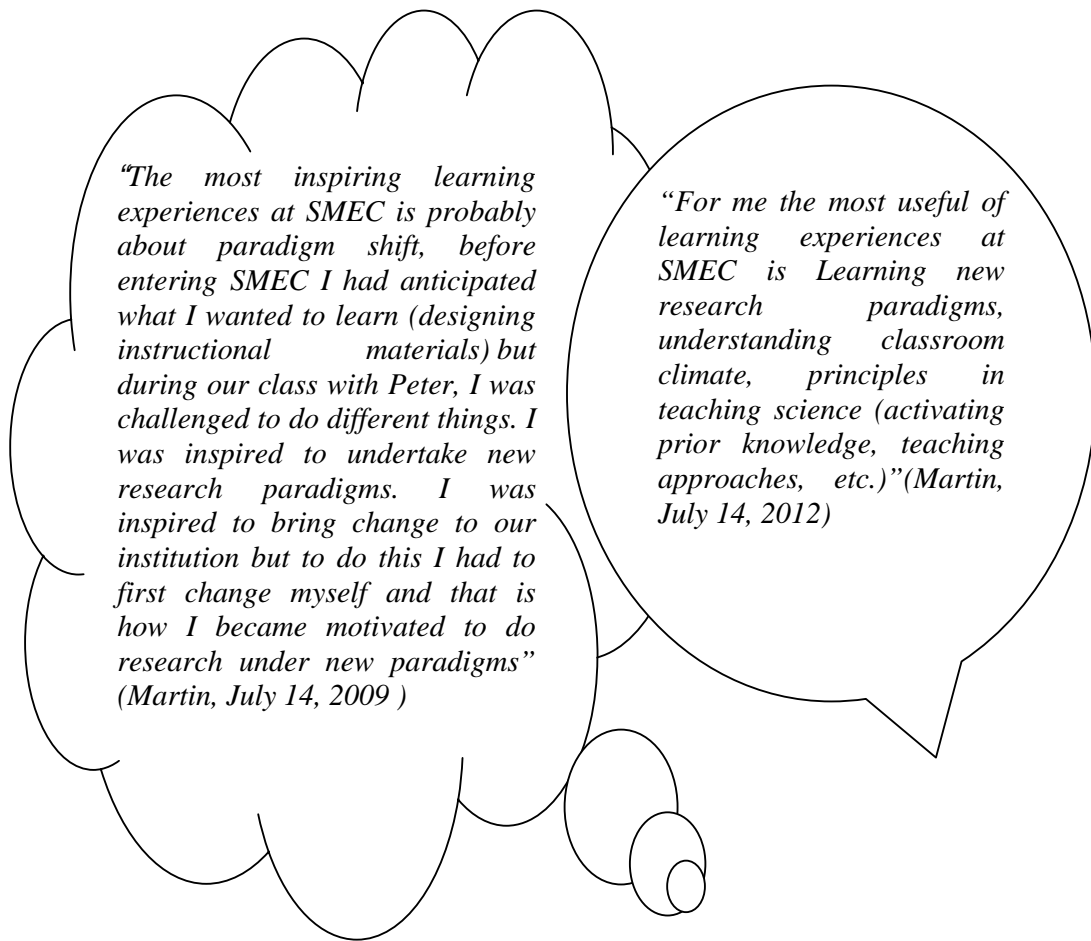 “The most inspiring learning
experiences at SMEC is probably
about paradigm shift, before
entering SMEC I had anticipated
what I wanted to learn (designing
instructional materials) but
during our class with Peter, I was
challenged to do different things. I
was inspired to undertake new
research paradigms. I was
inspired to bring change to our
institution but to do this I had to
first change myself and that is
how I became motivated to do
research under new paradigms”
(Martin, July 14, 2009 )
“For me the most useful of
learning experiences at
SMEC is Learning new
research paradigms,
understanding classroom
climate, principles in
teaching science (activating
prior knowledge, teaching
approaches, etc.)”(Martin,
July 14, 2012)